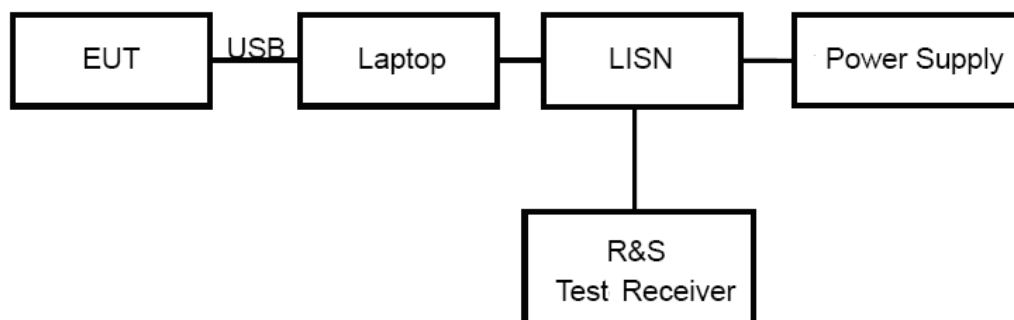 EUT
USB
Laptop
LISN
Power Supply
R&S
Test Receiver